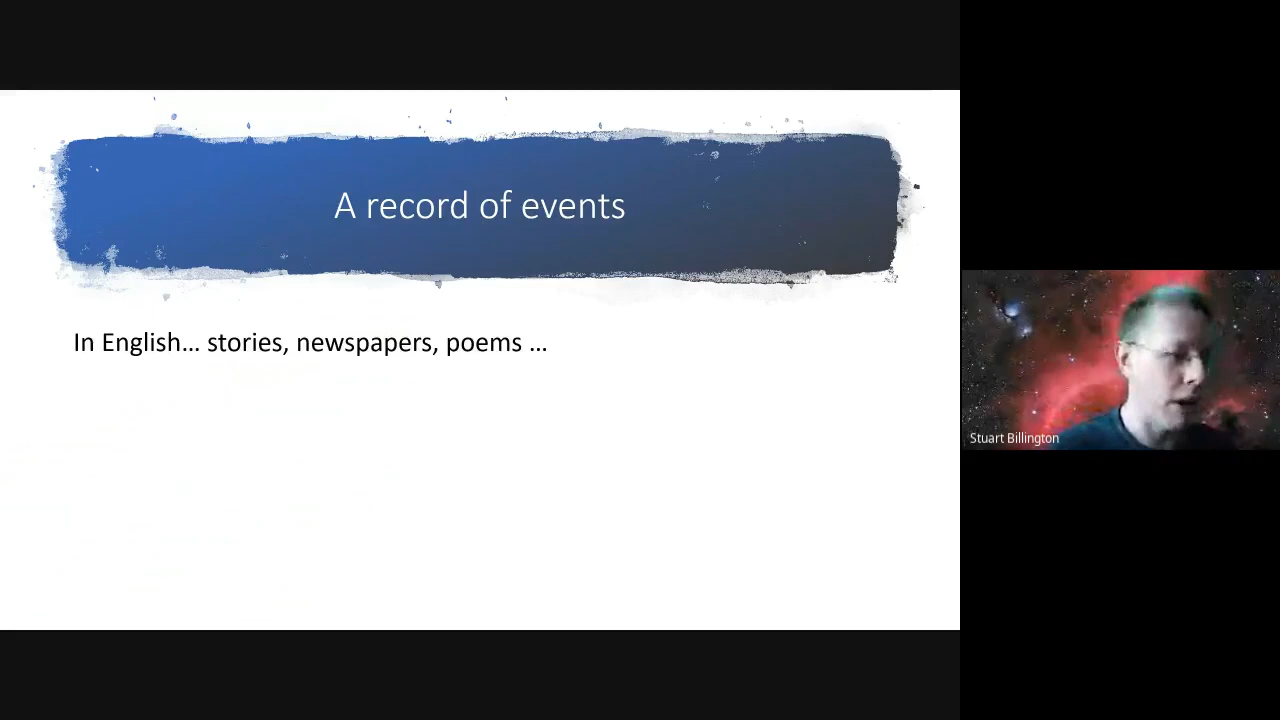 A record of events
In English... stories, newspapers, poems ...
Stuart Billington